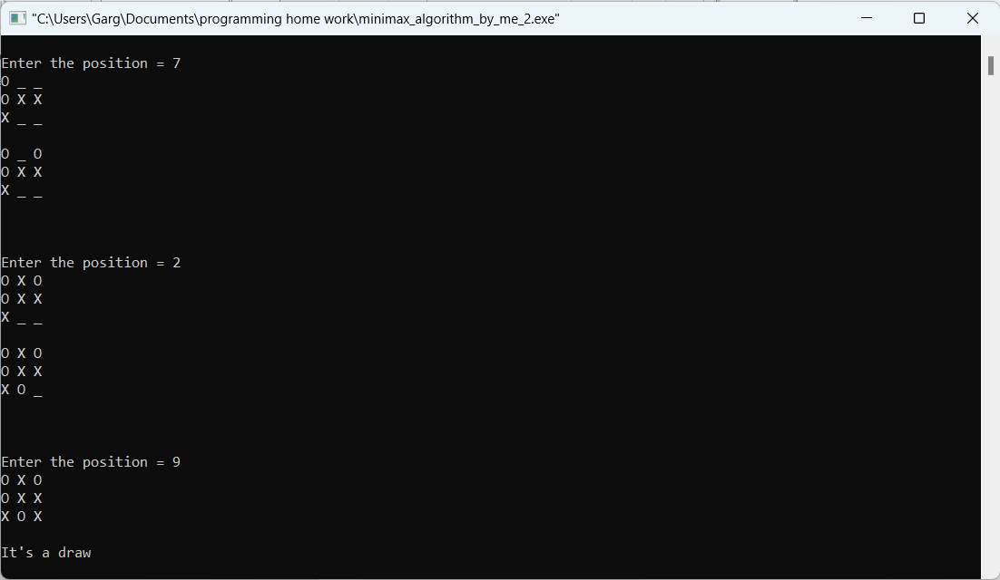 "C:\Users\Garg\Documents\programming home work\minimax_algorithm_by_me_2.exe"
Enter the position = 7
O _ _
O X X
X _ _
O _ O
O X X
X _ _
Enter the position = 2
O X O
O X X
X _ _
O X O
O X X
X O _
Enter the position = 9
O X O
O X X
X O X
It's a draw